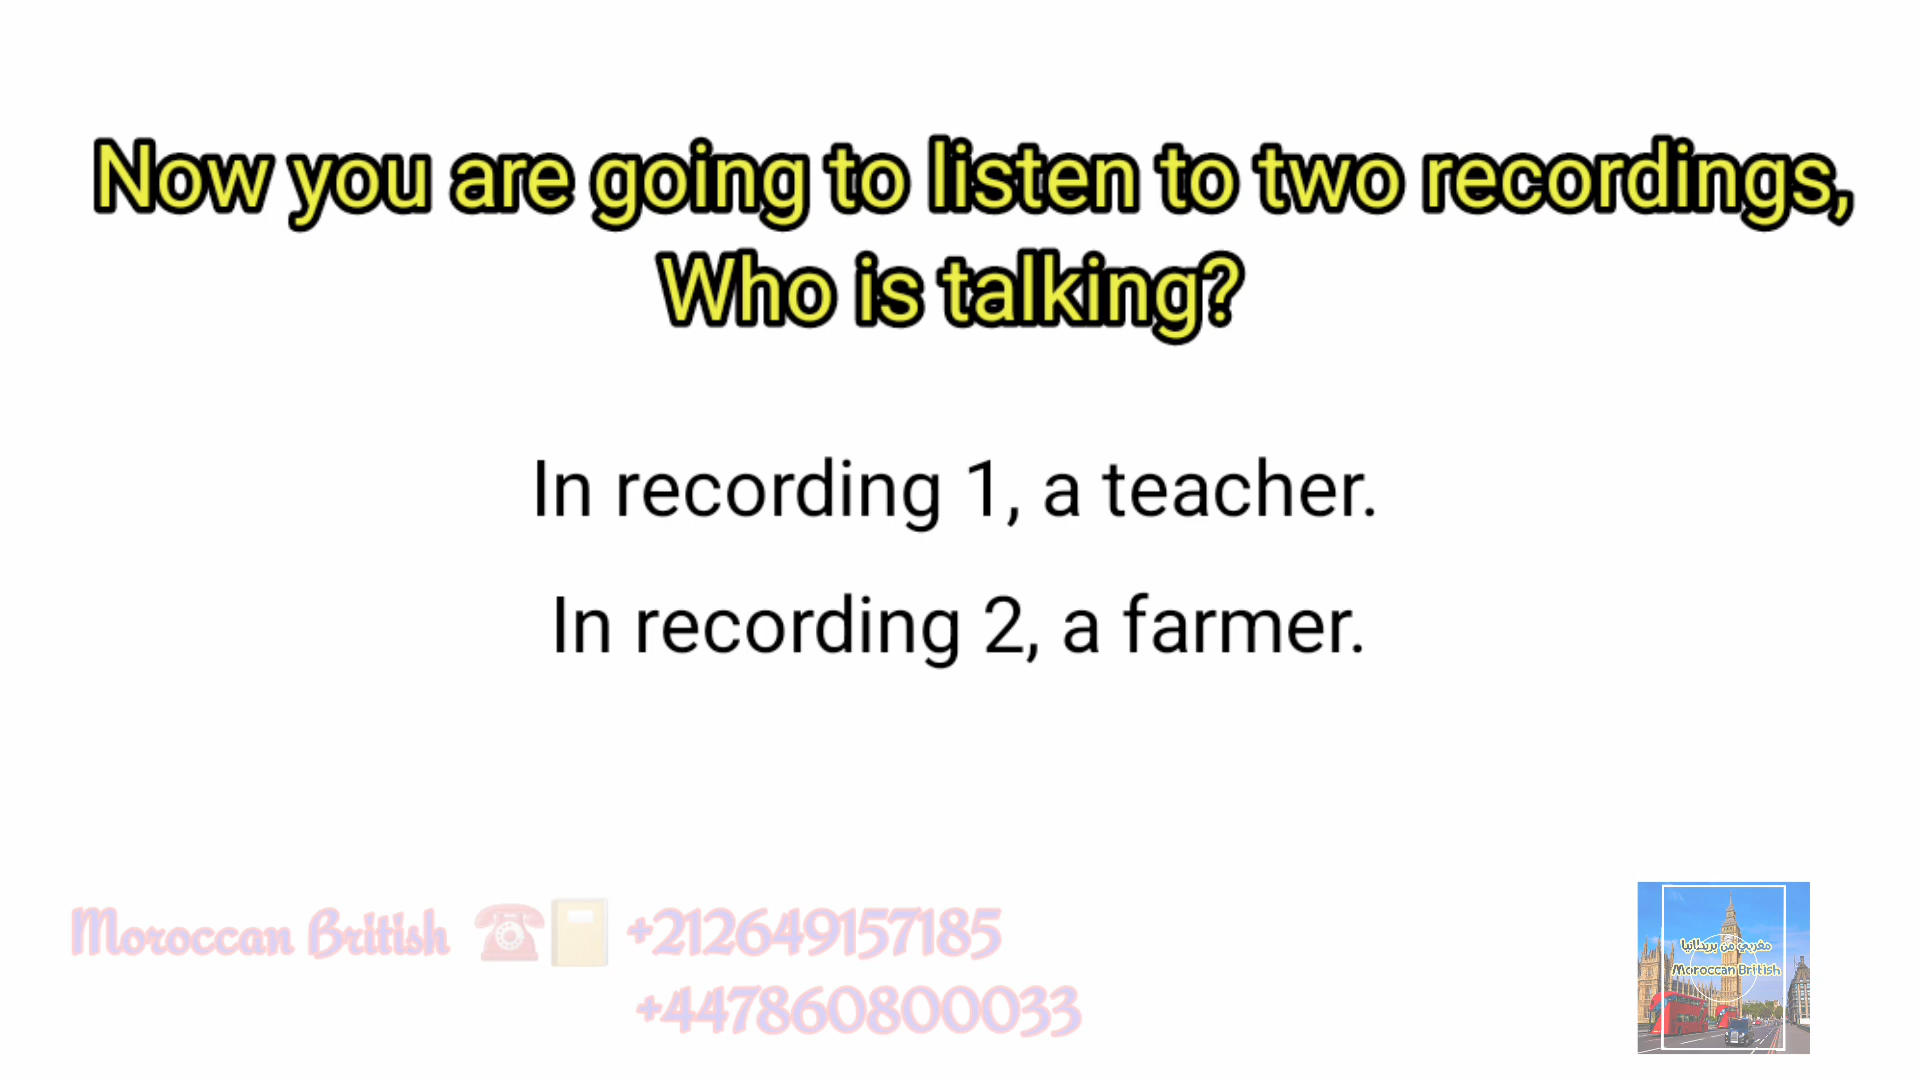 Now you are going to listen to two recordings,
Who is talking?
In recording 1, a teacher.
In recording 2, a farmer.
Moroccan British ☎️📒 +212649157185
+447860800033
مغربي من بريطانيا
Moroccan British